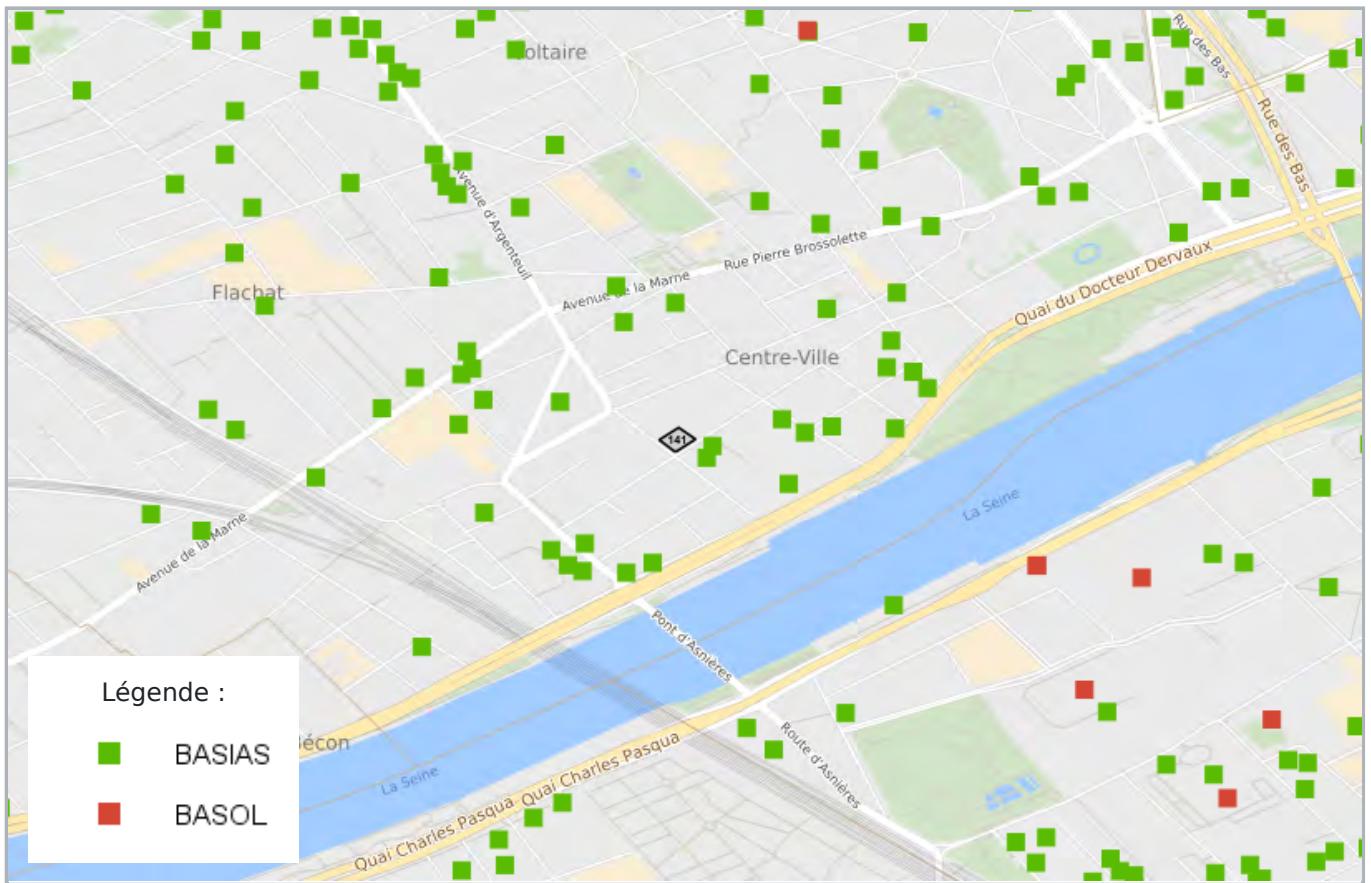 oltaire
Rue des Bas
Rue des Bas
Avenue d'Argenteuil
Rue Pierre Brossolette
Avenue de la Marne
Quai du Docteur Dervaux
Flachat
Centre-Ville
141
La Seine
Avenue de la Marne
Pont d'Asnières
Route d'Asnières
Bécon
La Seine
Quai Charles Pasqua
Quai Charles Pasqua
Légende :
BASIAS
BASOL